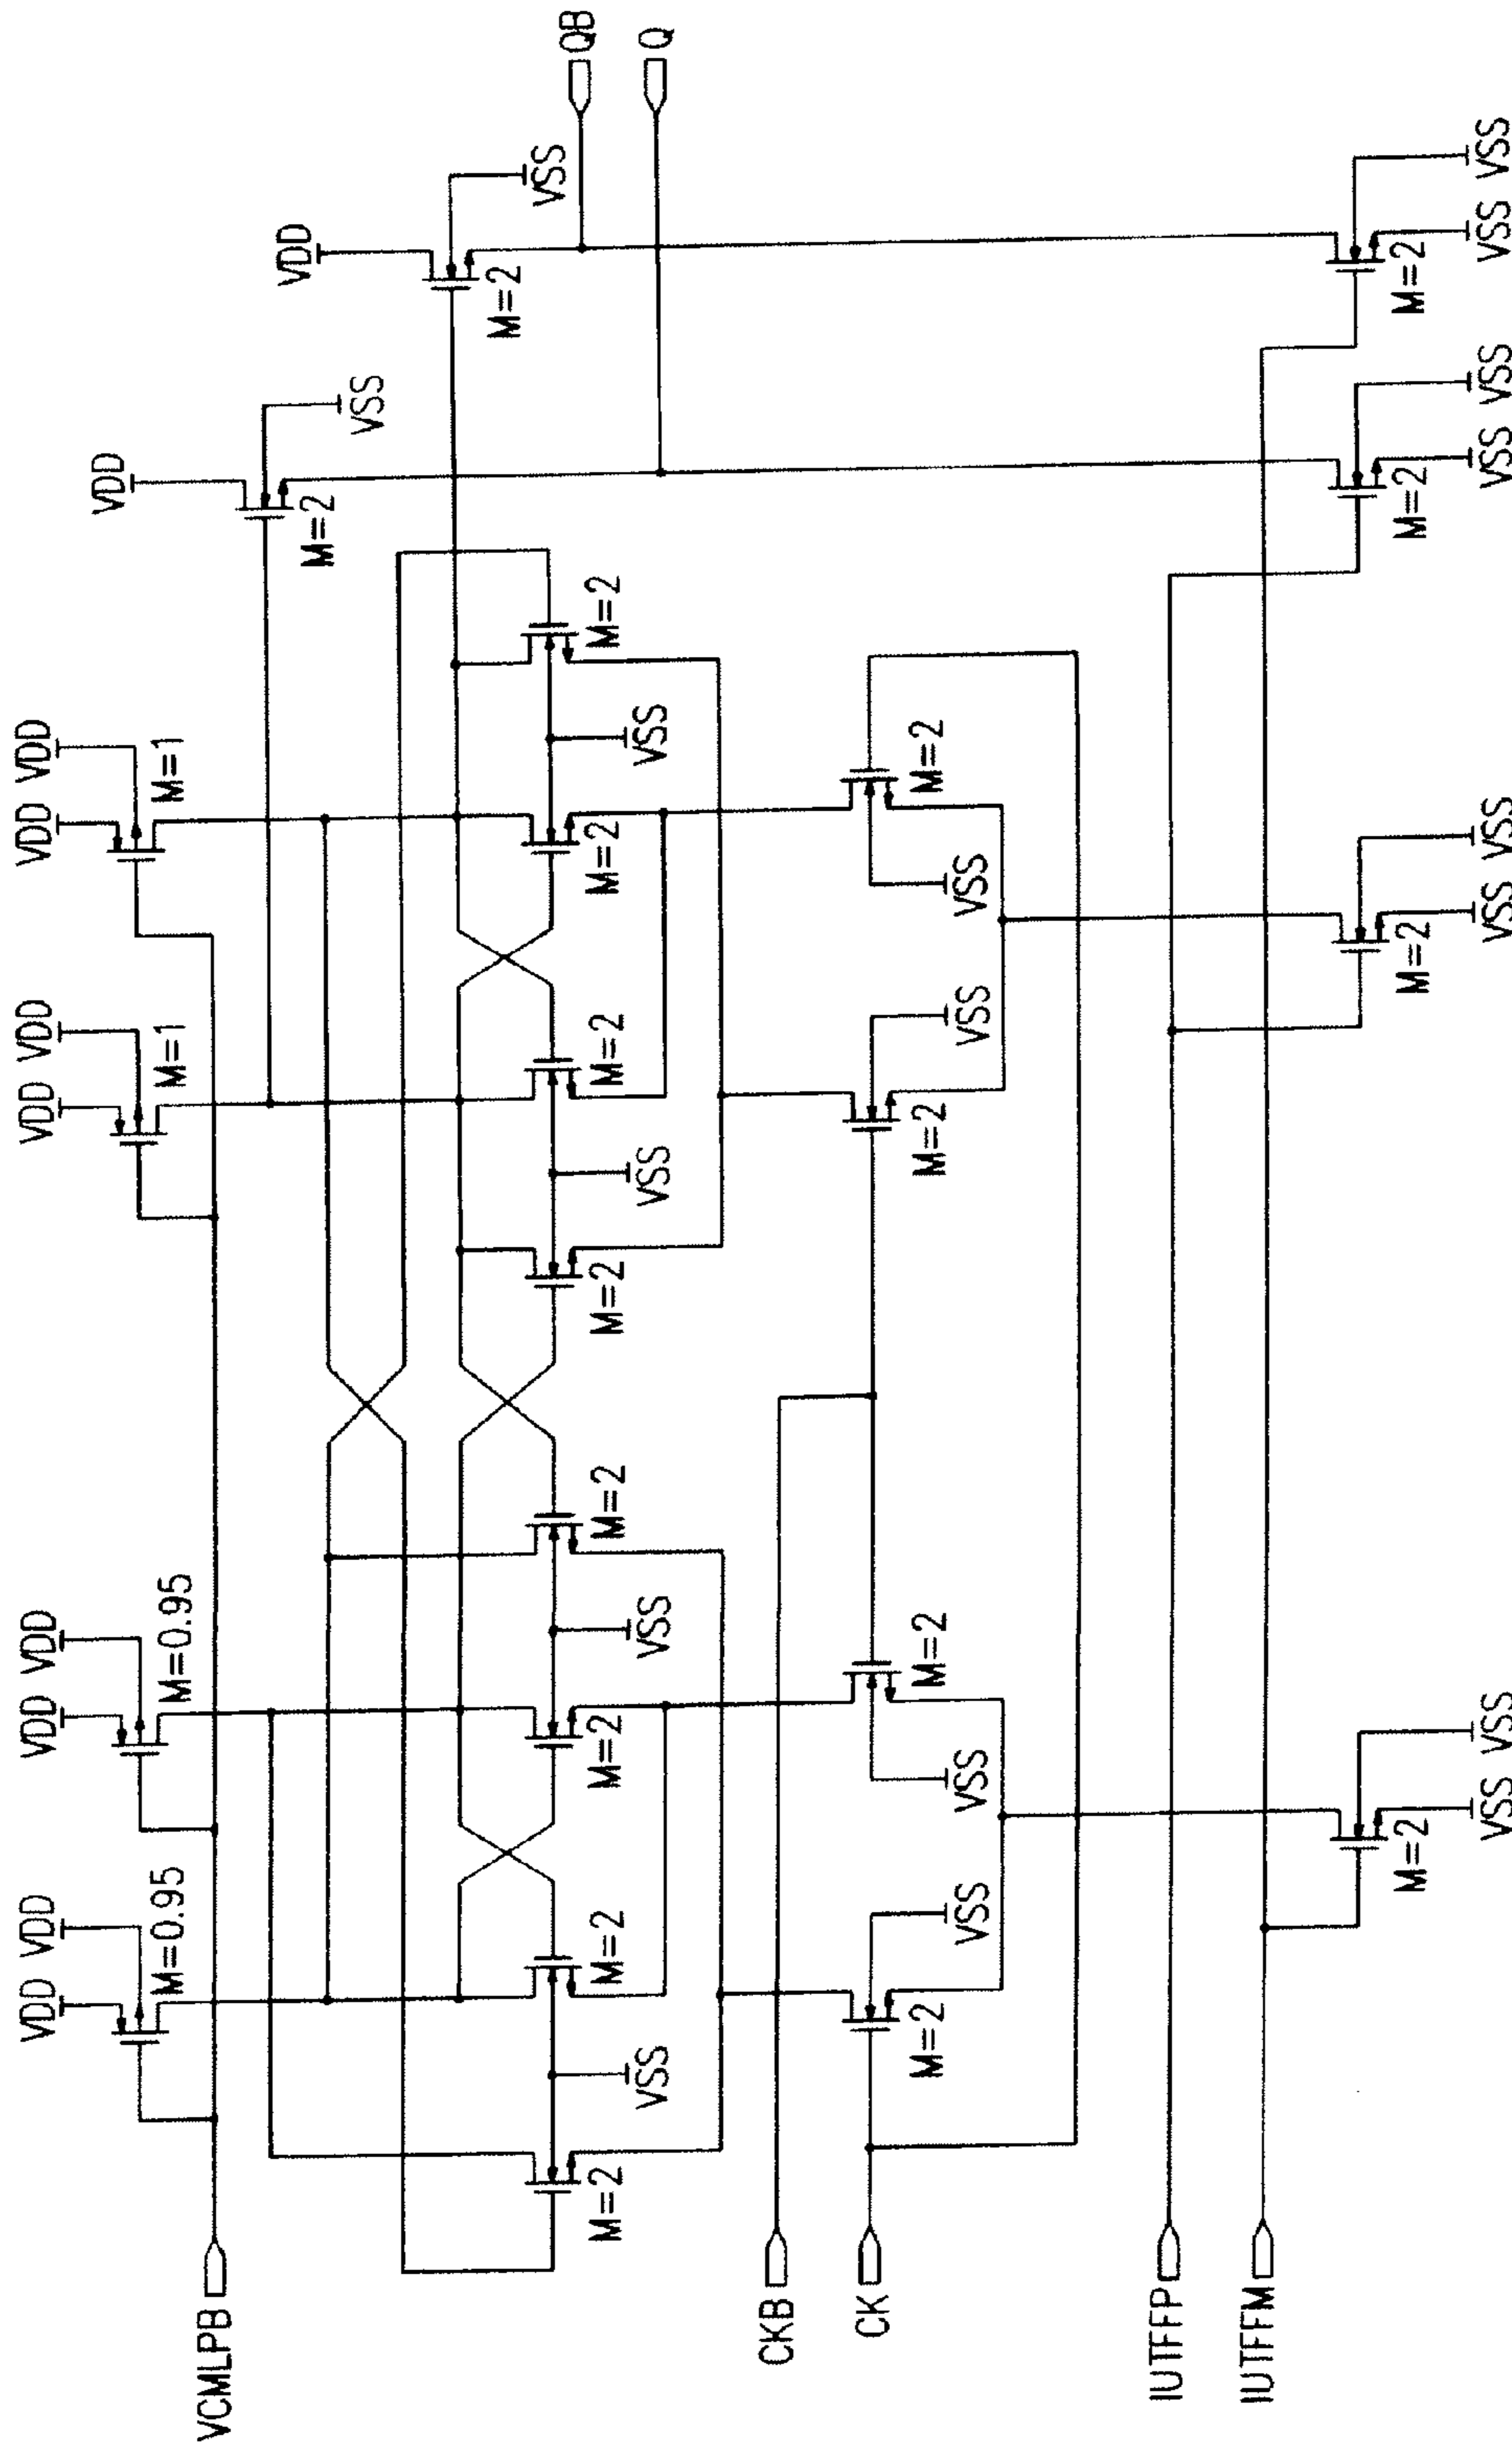 VDD VDD VDD VDD VDD VDD VDD VDD
VDD
M=0.95 M=0.95 M=1 M=1
VCMLPB
VDD
M=2
VSS
M=2
VSS
QB
M=2 M=2 M=2 M=2 M=2 M=2 M=2 M=2
VSS VSS VSS VSS Q
CKB
CK
M=2 M=2 M=2 M=2
VSS VSS VSS VSS
IUTFFP
IUTFFM
M=2 M=2 M=2 M=2
VSS VSS VSS VSS VSS VSS VSS VSS